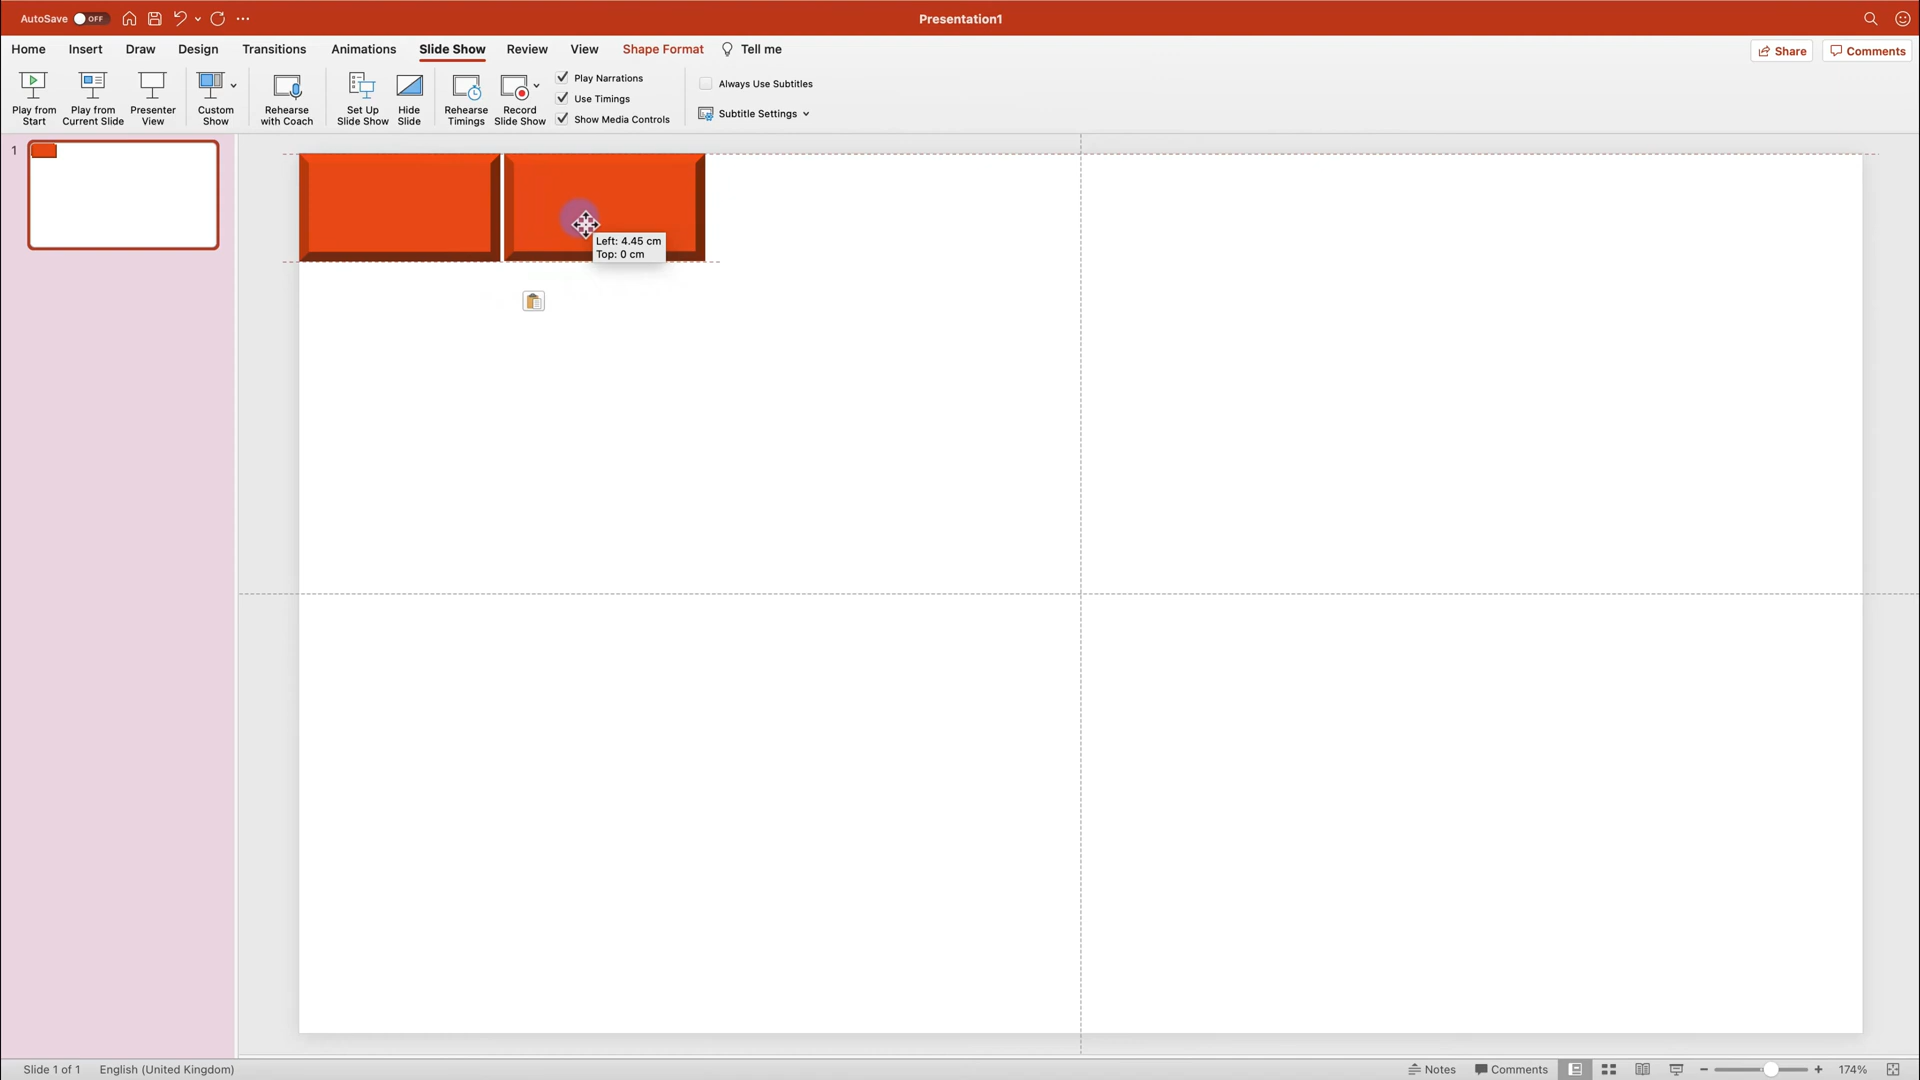 AutoSave OFF
Presentation1
Home Insert Draw Design Transitions Animations Slide Show Review View Shape Format Tell me
Share Comments
Play from Start
Play from Current Slide
Presenter View
Custom Show
Rehearse with Coach
Set Up Slide Show
Hide Slide
Rehearse Timings
Record Slide Show
Play Narrations
Use Timings
Show Media Controls
Always Use Subtitles
Subtitle Settings
1
Left: 4.45 cm
Top: 0 cm
Slide 1 of 1 English (United Kingdom) Notes Comments 174%